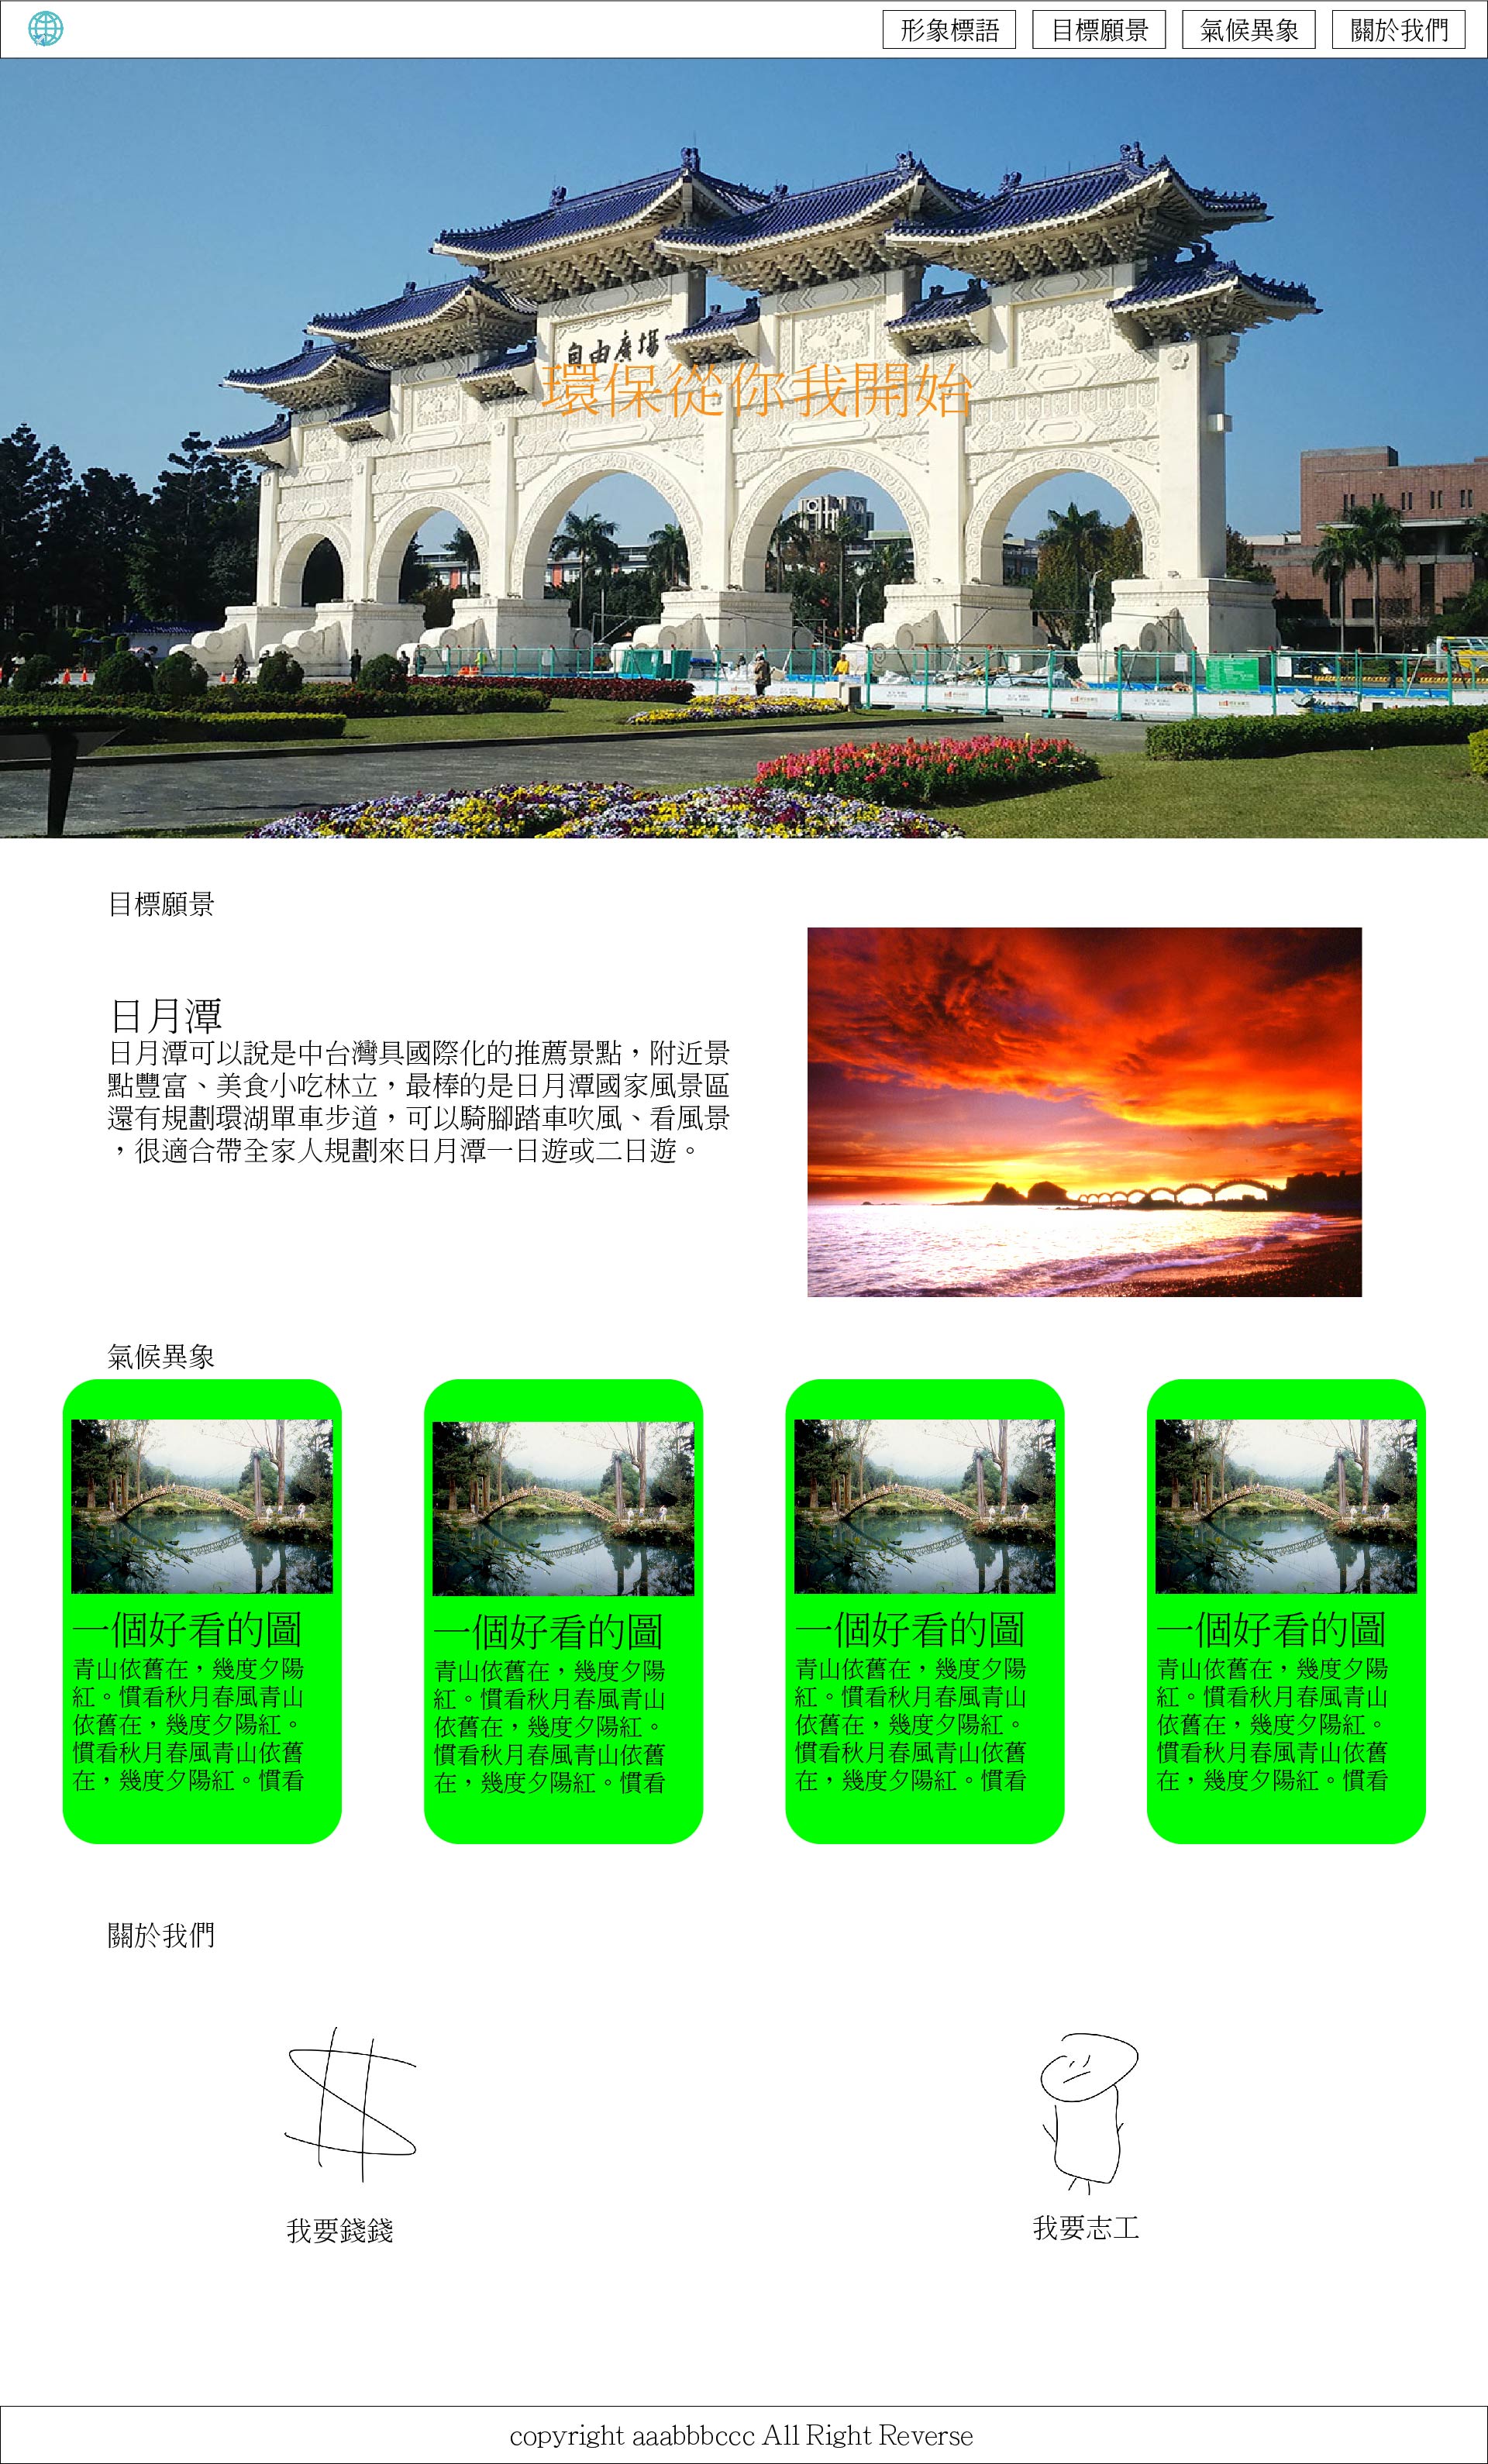 形象標語
目標願景
氣候異象
關於我們
自由廣場
環保從你我開始
目標願景
日月潭
日月潭可以說是中台灣具國際化的推薦景點，附近景
點豐富、美食小吃林立，最棒的是日月潭國家風景區
還有規劃環湖單車步道，可以騎腳踏車吹風、看風景
，很適合帶全家人規劃來日月潭一日遊或二日遊。
氣候異象
一個好看的圖
青山依舊在，幾度夕陽
紅。慣看秋月春風青山
依舊在，幾度夕陽紅。
慣看秋月春風青山依舊
在，幾度夕陽紅。慣看
一個好看的圖
青山依舊在，幾度夕陽
紅。慣看秋月春風青山
依舊在，幾度夕陽紅。
慣看秋月春風青山依舊
在，幾度夕陽紅。慣看
一個好看的圖
青山依舊在，幾度夕陽
紅。慣看秋月春風青山
依舊在，幾度夕陽紅。
慣看秋月春風青山依舊
在，幾度夕陽紅。慣看
一個好看的圖
青山依舊在，幾度夕陽
紅。慣看秋月春風青山
依舊在，幾度夕陽紅。
慣看秋月春風青山依舊
在，幾度夕陽紅。慣看
關於我們
我要錢錢
我要志工
copyright aaabbbccc All Right Reverse